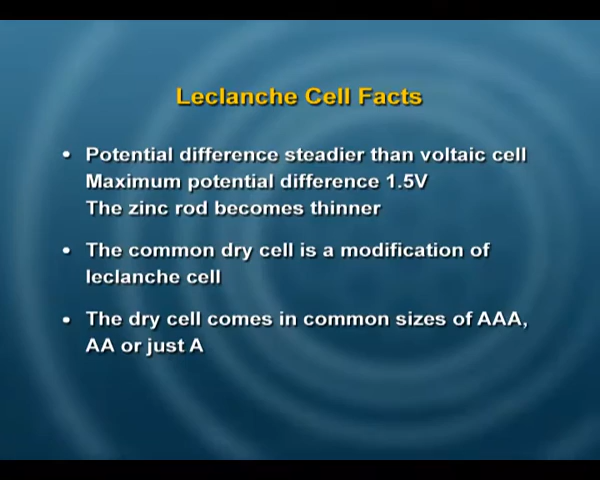 Leclanche Cell Facts
• Potential difference steadier than voltaic cell
Maximum potential difference 1.5V
The zinc rod becomes thinner
• The common dry cell is a modification of
leclanche cell
• The dry cell comes in common sizes of AAA,
AA or just A